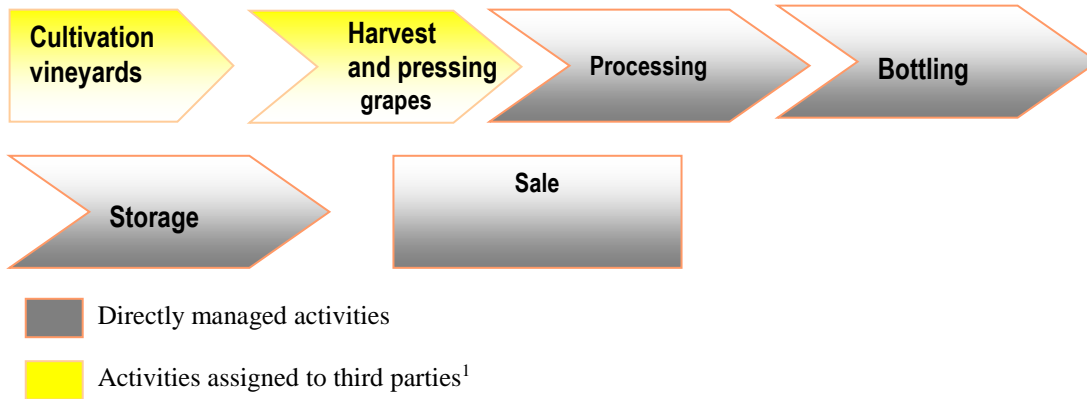 Cultivation
vineyards
Harvest
and pressing
grapes
Processing
Bottling
Storage
Sale
Directly managed activities
Activities assigned to third parties¹